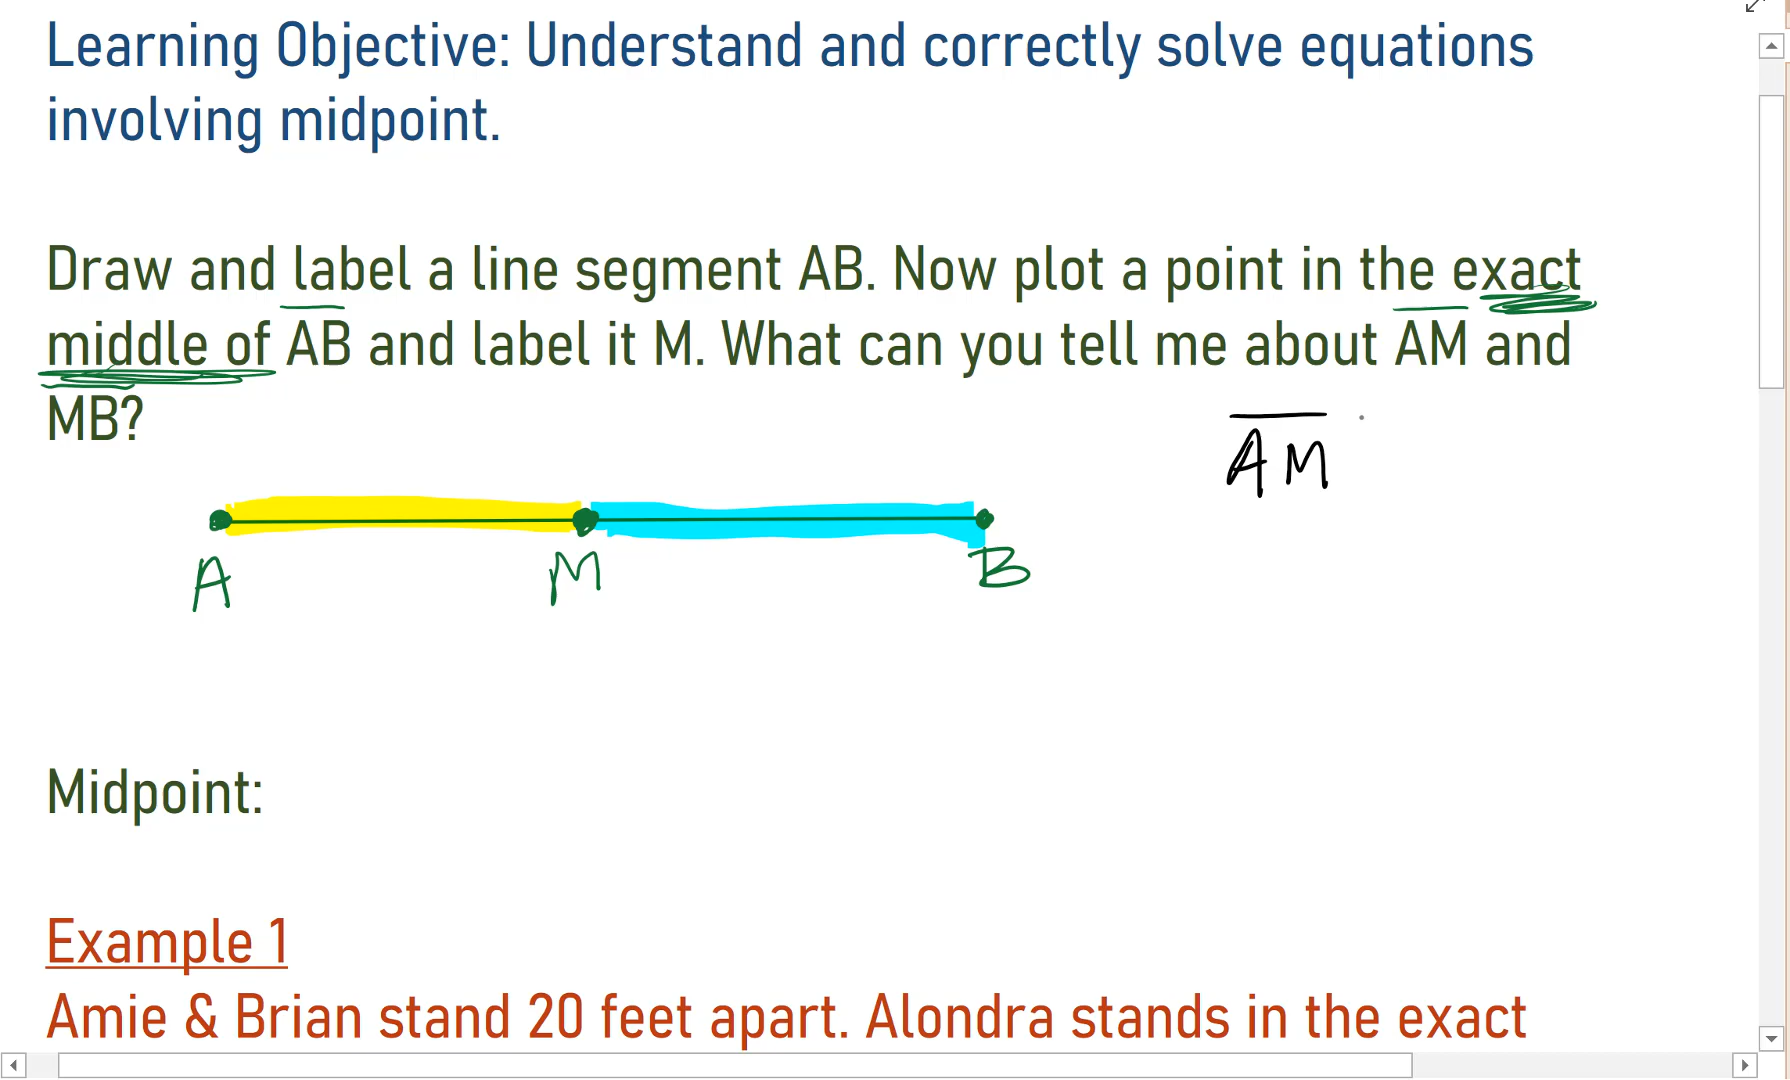 Learning Objective: Understand and correctly solve equations
involving midpoint.
Draw and label a line segment AB. Now plot a point in the exact
middle of AB and label it M. What can you tell me about AM and
MB?
AM
A M B
Midpoint:
Example 1
Amie & Brian stand 20 feet apart. Alondra stands in the exact